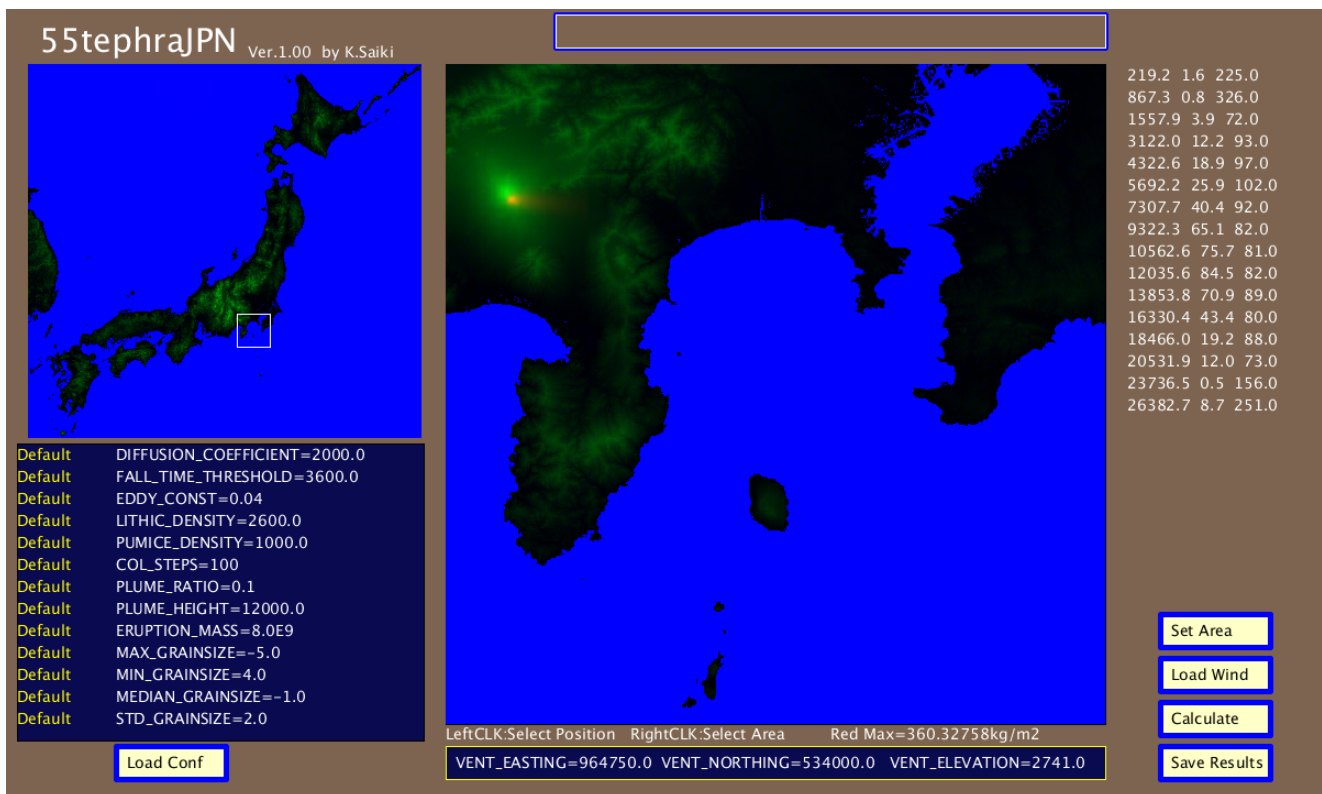 55tephraJPN Ver.1.00 by K.Saiki
219.2 1.6 225.0
867.3 0.8 326.0
1557.9 3.9 72.0
3122.0 12.2 93.0
4322.6 18.9 97.0
5692.2 25.9 102.0
7307.7 40.4 92.0
9322.3 65.1 82.0
10562.6 75.7 81.0
12035.6 84.5 82.0
13853.8 70.9 89.0
16330.4 43.4 80.0
18466.0 19.2 88.0
20531.9 12.0 73.0
23736.5 0.5 156.0
26382.7 8.7 251.0
Default DIFFUSION_COEFFICIENT=2000.0
Default FALL_TIME_THRESHOLD=3600.0
Default EDDY_CONST=0.04
Default LITHIC_DENSITY=2600.0
Default PUMICE_DENSITY=1000.0
Default COL_STEPS=100
Default PLUME_RATIO=0.1
Default PLUME_HEIGHT=12000.0
Default ERUPTION_MASS=8.0E9
Default MAX_GRAINSIZE=-5.0
Default MIN_GRAINSIZE=4.0
Default MEDIAN_GRAINSIZE=-1.0
Default STD_GRAINSIZE=2.0
Load Conf
LeftCLK:Select Position RightCLK:Select Area Red Max=360.32758kg/m2
VENT_EASTING=964750.0 VENT_NORTHING=534000.0 VENT_ELEVATION=2741.0
Set Area
Load Wind
Calculate
Save Results